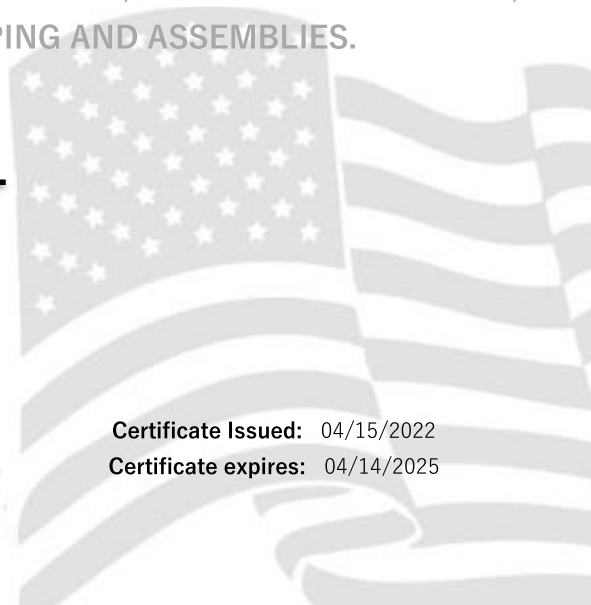 PING AND ASSEMBLIES.
Certificate Issued: 04/15/2022
Certificate expires: 04/14/2025